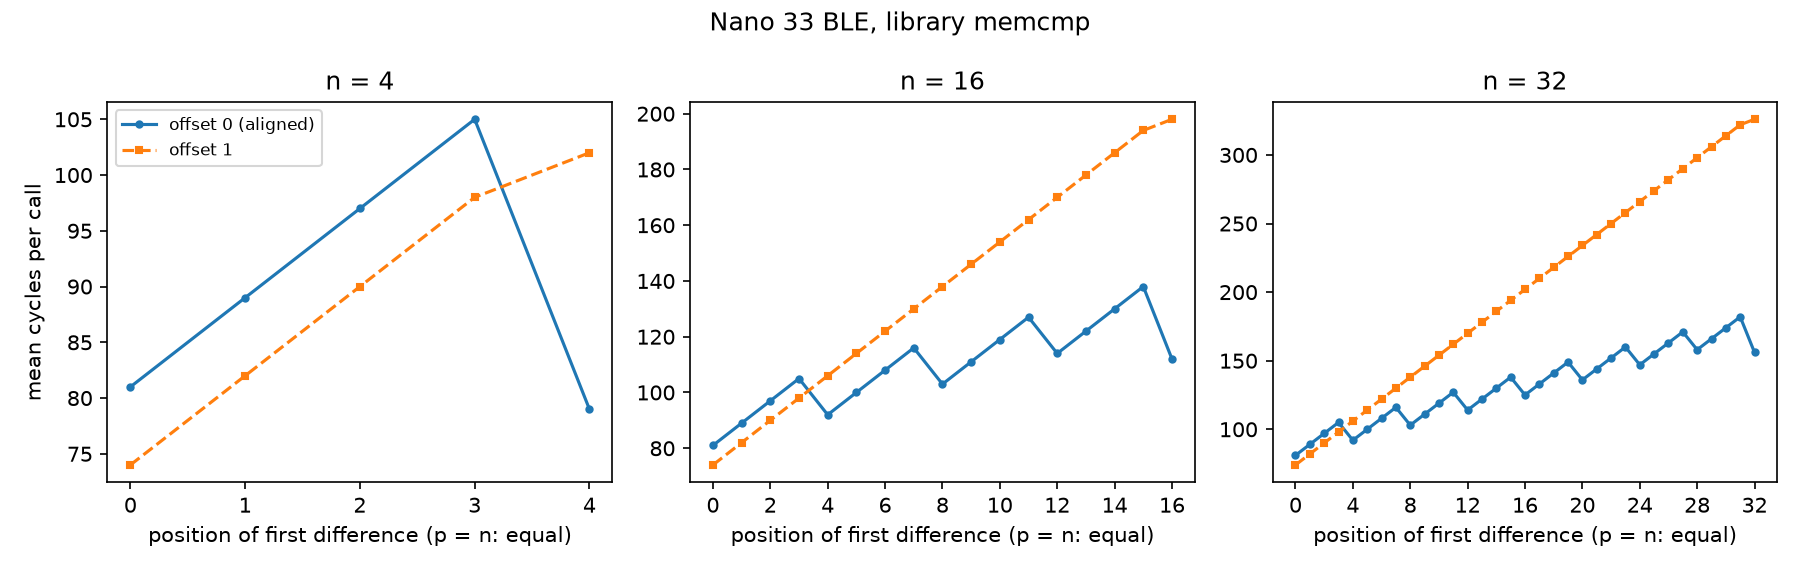 Nano 33 BLE, library memcmp
n = 4
n = 16
n = 32
offset 0 (aligned)
offset 1
mean cycles per call
105
100
95
90
85
80
75
0 1 2 3 4
position of first difference (p = n: equal)
200
180
160
140
120
100
80
0 2 4 6 8 10 12 14 16
position of first difference (p = n: equal)
300
250
200
150
100
0 4 8 12 16 20 24 28 32
position of first difference (p = n: equal)